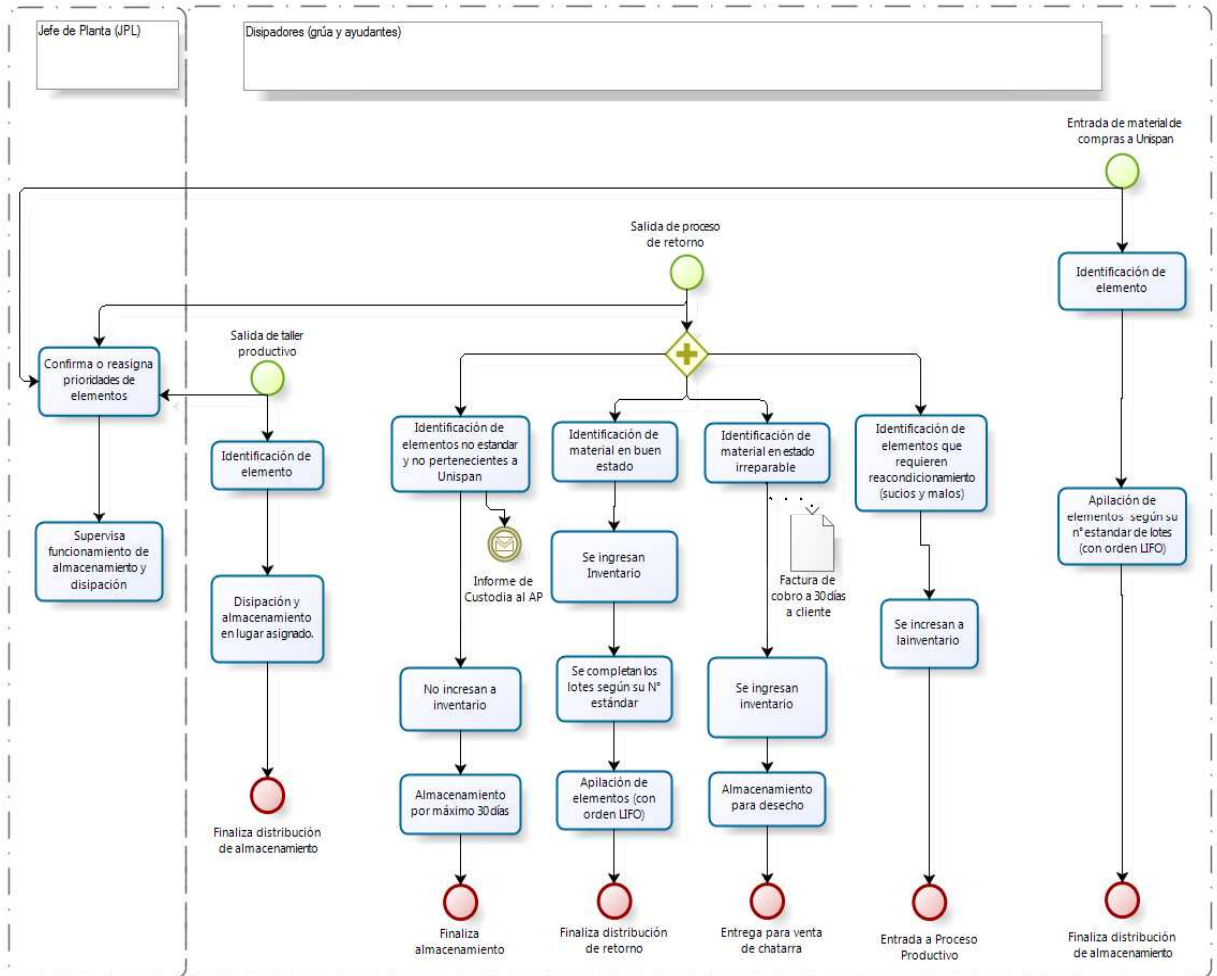 Jefe de Planta (JPL)
Disipadores (grúa y ayudantes)
Entrada de material de
compras a Unispan
Salida de proceso
de retorno
Identificación de
elemento
Salida de taller
productivo
Confirma o reasigna
prioridades de
elementos
Identificación de
elemento
Identificación de
elementos no estandar
y no pertenecientes a
Unispan
Identificación de
material en buen
estado
Identificación de
material en estado
irreparable
Identificación de
elementos que
requieren
reacondicionamiento
(sucios y malos)
Apilación de
elementos según su
n° estandar de lotes
(con orden LIFO)
Supervisa
funcionamiento de
almacenamiento y
disipación
Se ingresan
Inventario
Informe de
Custodia al AP
Factura de
cobro a 30 días
a cliente
Disipación y
almacenamiento
en lugar asignado.
Se incresan a
lainventario
No incresan a
inventario
Se completan los
lotes según su N°
estándar
Se ingresan
inventario
Almacenamiento
por máximo 30 días
Apilación de
elementos (con
orden LIFO)
Almacenamiento
para desecho
Finaliza distribución
de almacenamiento
Finaliza
almacenamiento
Finaliza distribución
de retorno
Entrega para venta
de chatarra
Entrada a Proceso
Productivo
Finaliza distribución
de almacenamiento